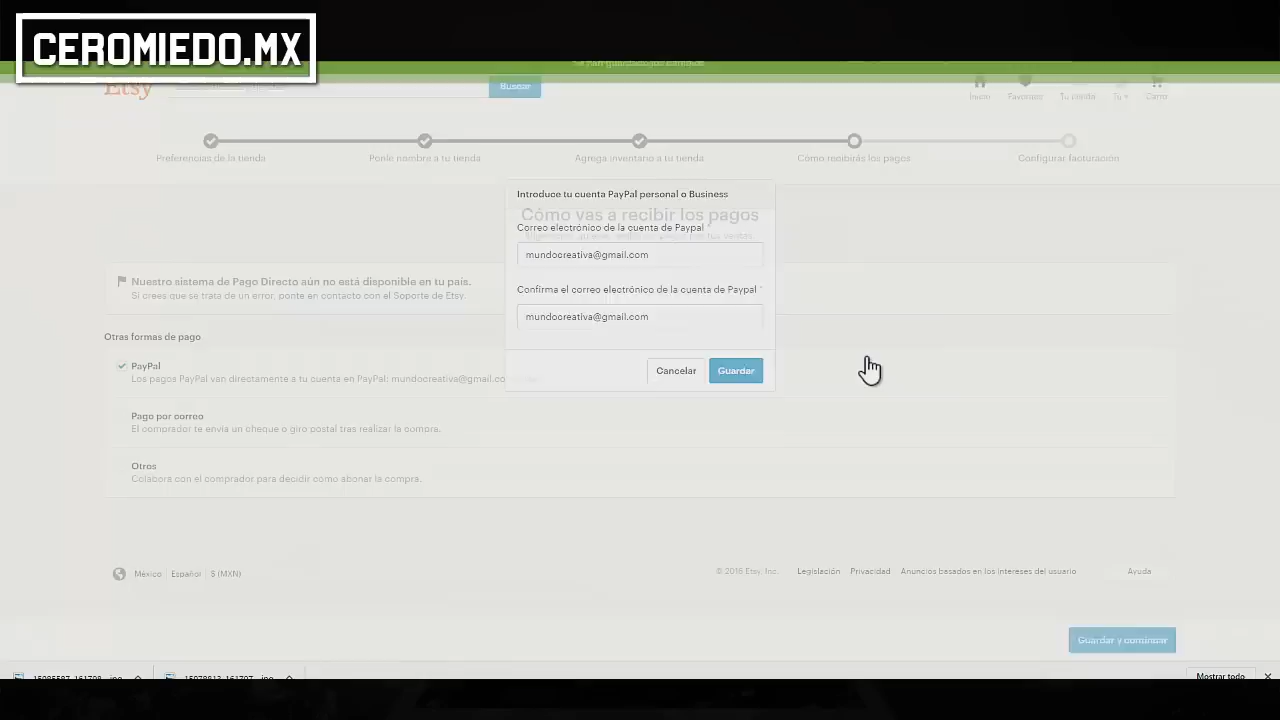 CEROMIEDO.MX
Etsy
Buscar
Inicio Favoritos Tu tienda Tú Carro
Preferencias de la tienda Ponle nombre a tu tienda Agrega inventario a tu tienda Cómo recibirás los pagos Configurar facturación
Introduce tu cuenta PayPal personal o Business
Cómo vas a recibir los pagos
Correo electrónico de la cuenta de Paypal
mundocreativa@gmail.com
Nuestro sistema de Pago Directo aún no está disponible en tu país.
Si crees que se trata de un error, ponte en contacto con el Soporte de Etsy.
Confirma el correo electrónico de la cuenta de Paypal *
mundocreativa@gmail.com
Otras formas de pago
PayPal
Los pagos PayPal van directamente a tu cuenta en PayPal: mundocreativa@gmail.co
Cancelar Guardar
Pago por correo
El comprador te envía un cheque o giro postal tras realizar la compra.
Otros
Colabora con el comprador para decidir cómo abonar la compra.
México Español $ (MXN)
© 2016 Etsy, Inc. Legislación Privacidad Anuncios basados en los intereses del usuario Ayuda
Guardar y continuar
Mostrar todo